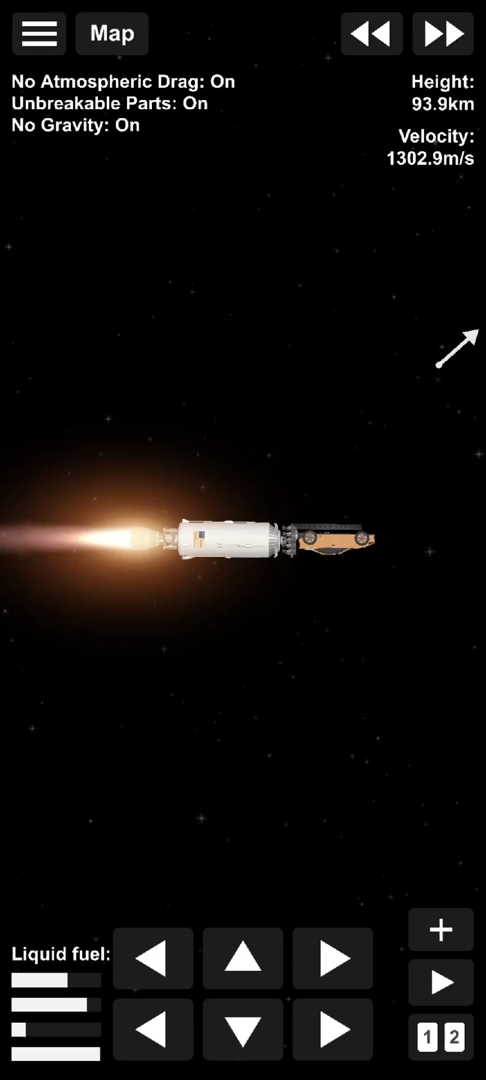 Map
No Atmospheric Drag: On
Unbreakable Parts: On
No Gravity: On
Height:
93.9km
Velocity:
1302.9m/s
Liquid fuel:
1 2